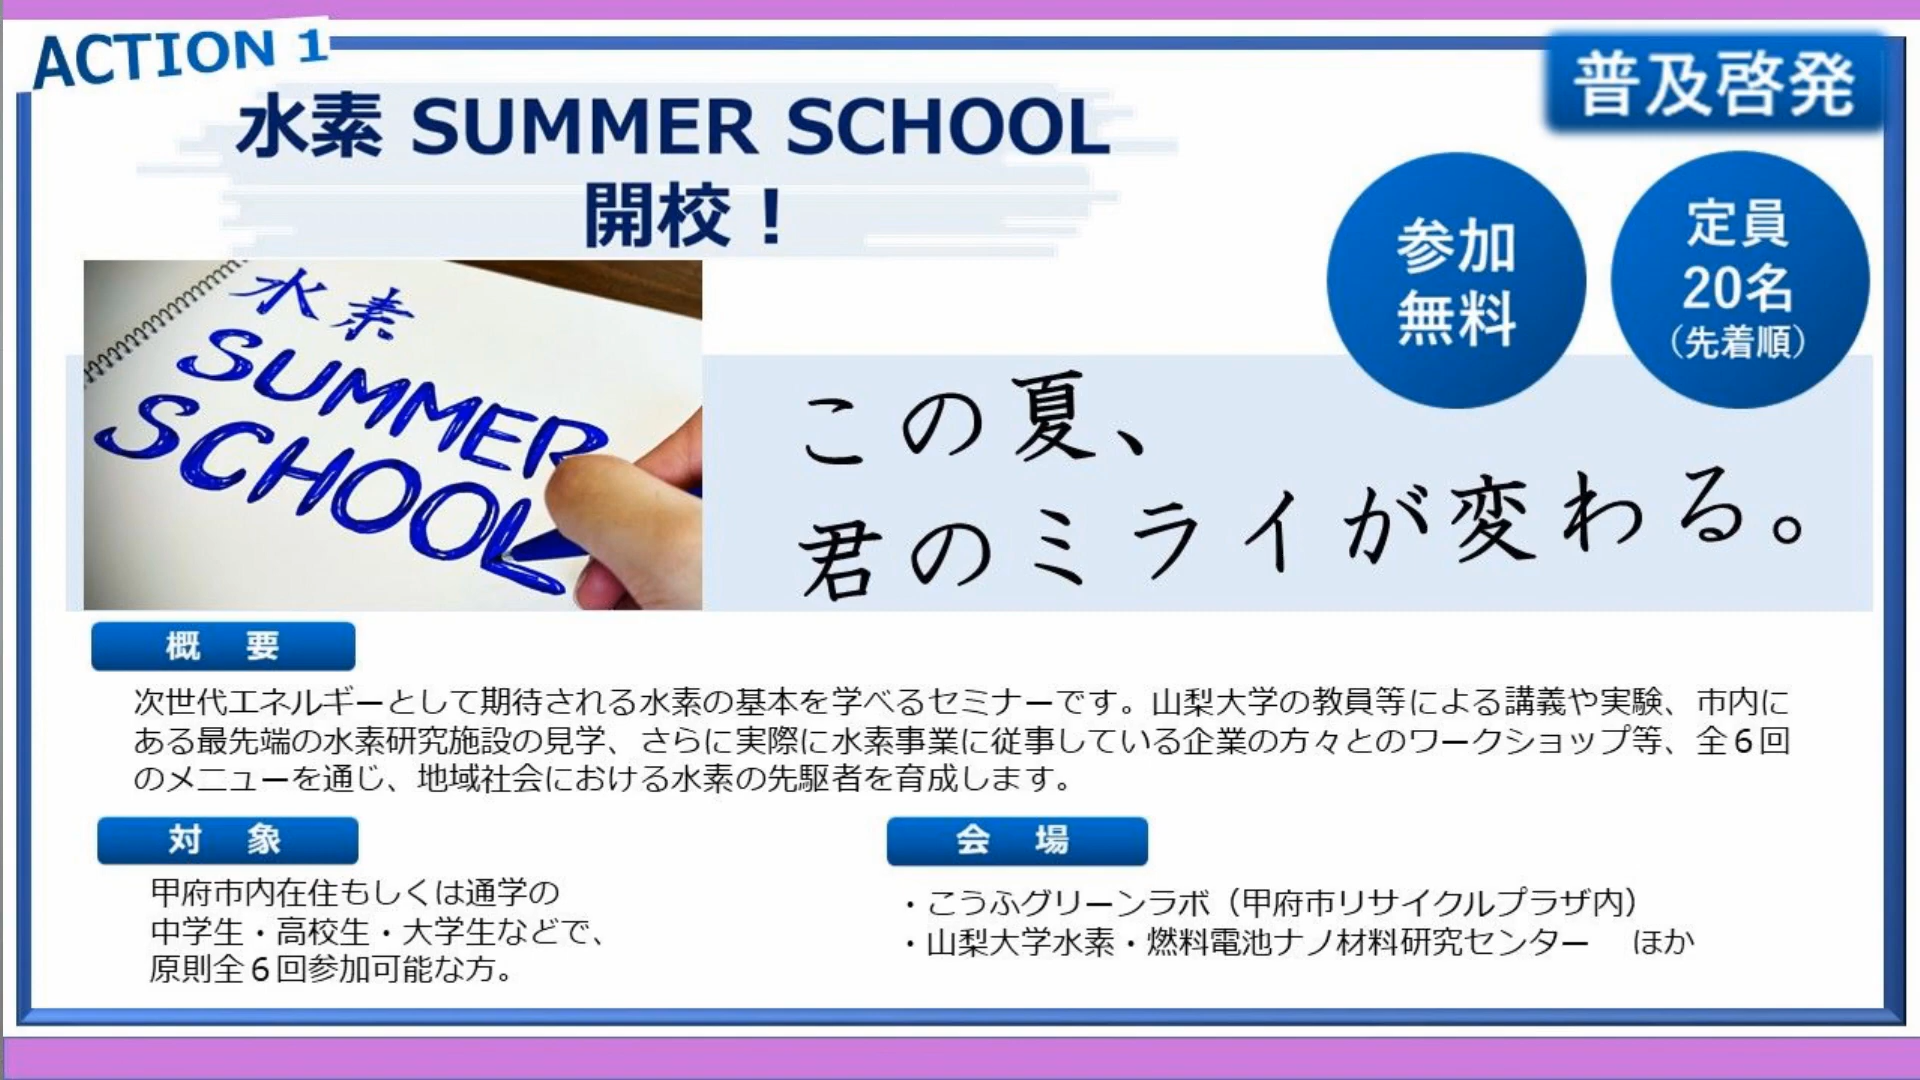 ACTION 1
普及啓発
水素 SUMMER SCHOOL
開校！
参加
無料
定員
20名
（先着順）
水素
SUMMER
SCHOOL
この夏、
君のミライが変わる。
概　要
次世代エネルギーとして期待される水素の基本を学べるセミナーです。山梨大学の教員等による講義や実験、市内に
ある最先端の水素研究施設の見学、さらに実際に水素事業に従事している企業の方々とのワークショップ等、全６回
のメニューを通じ、地域社会における水素の先駆者を育成します。
対　象
甲府市内在住もしくは通学の
中学生・高校生・大学生などで、
原則全６回参加可能な方。
会　場
・こうふグリーンラボ（甲府市リサイクルプラザ内）
・山梨大学水素・燃料電池ナノ材料研究センター　ほか